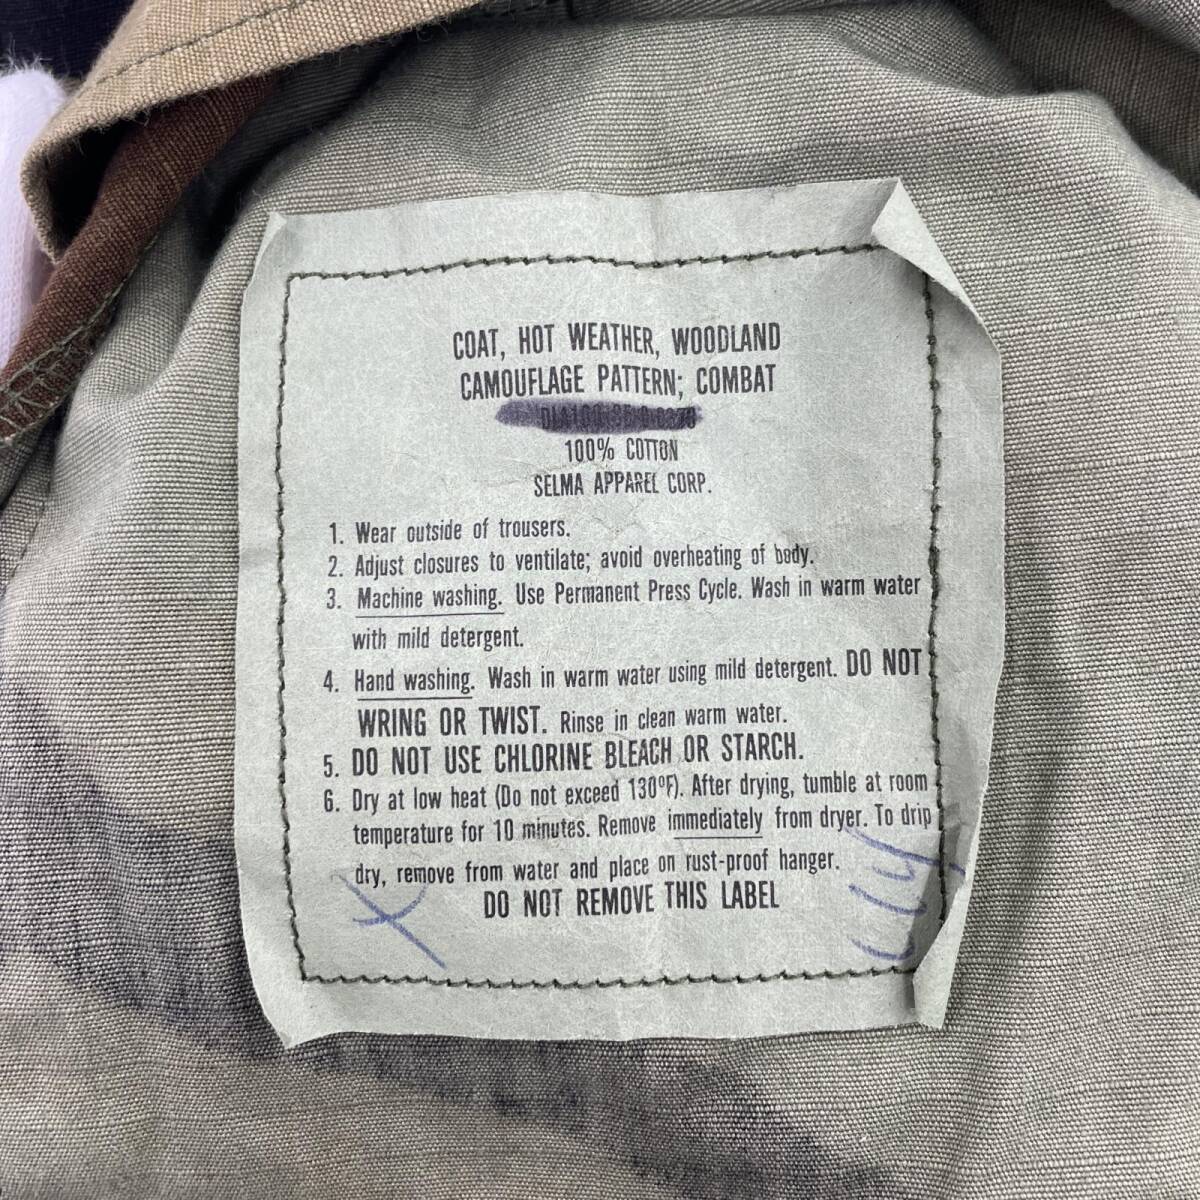 COAT, HOT WEATHER, WOODLAND
CAMOUFLAGE PATTERN; COMBAT
100% COTTON
SELMA APPAREL CORP.
1. Wear outside of trousers.
2. Adjust closures to ventilate; avoid overheating of body.
3. Machine washing. Use Permanent Press Cycle. Wash in warm water
with mild detergent.
4. Hand washing. Wash in warm water using mild detergent. DO NOT
WRING OR TWIST. Rinse in clean warm water.
5. DO NOT USE CHLORINE BLEACH OR STARCH.
6. Dry at low heat (Do not exceed 130ºF). After drying, tumble at room
temperature for 10 minutes. Remove immediately from dryer. To drip
dry, remove from water and place on rust-proof hanger.
DO NOT REMOVE THIS LABEL